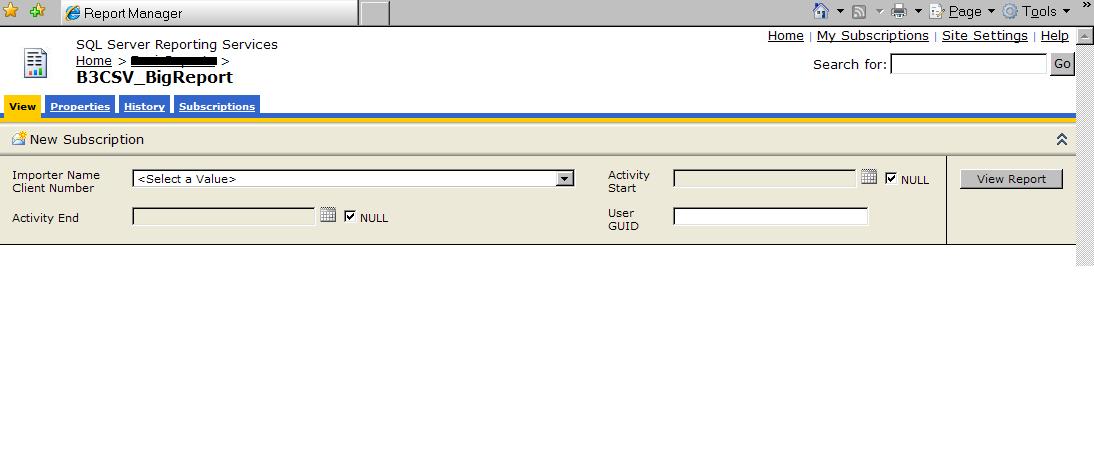 Report Manager
Page
Tools
»
Home | My Subscriptions | Site Settings | Help
SQL Server Reporting Services
Home > >
B3CSV_BigReport
Search for:
Go
View
Properties
History
Subscriptions
New Subscription
Importer Name
Client Number
<Select a Value>
Activity
Start
NULL
View Report
Activity End
NULL
User
GUID